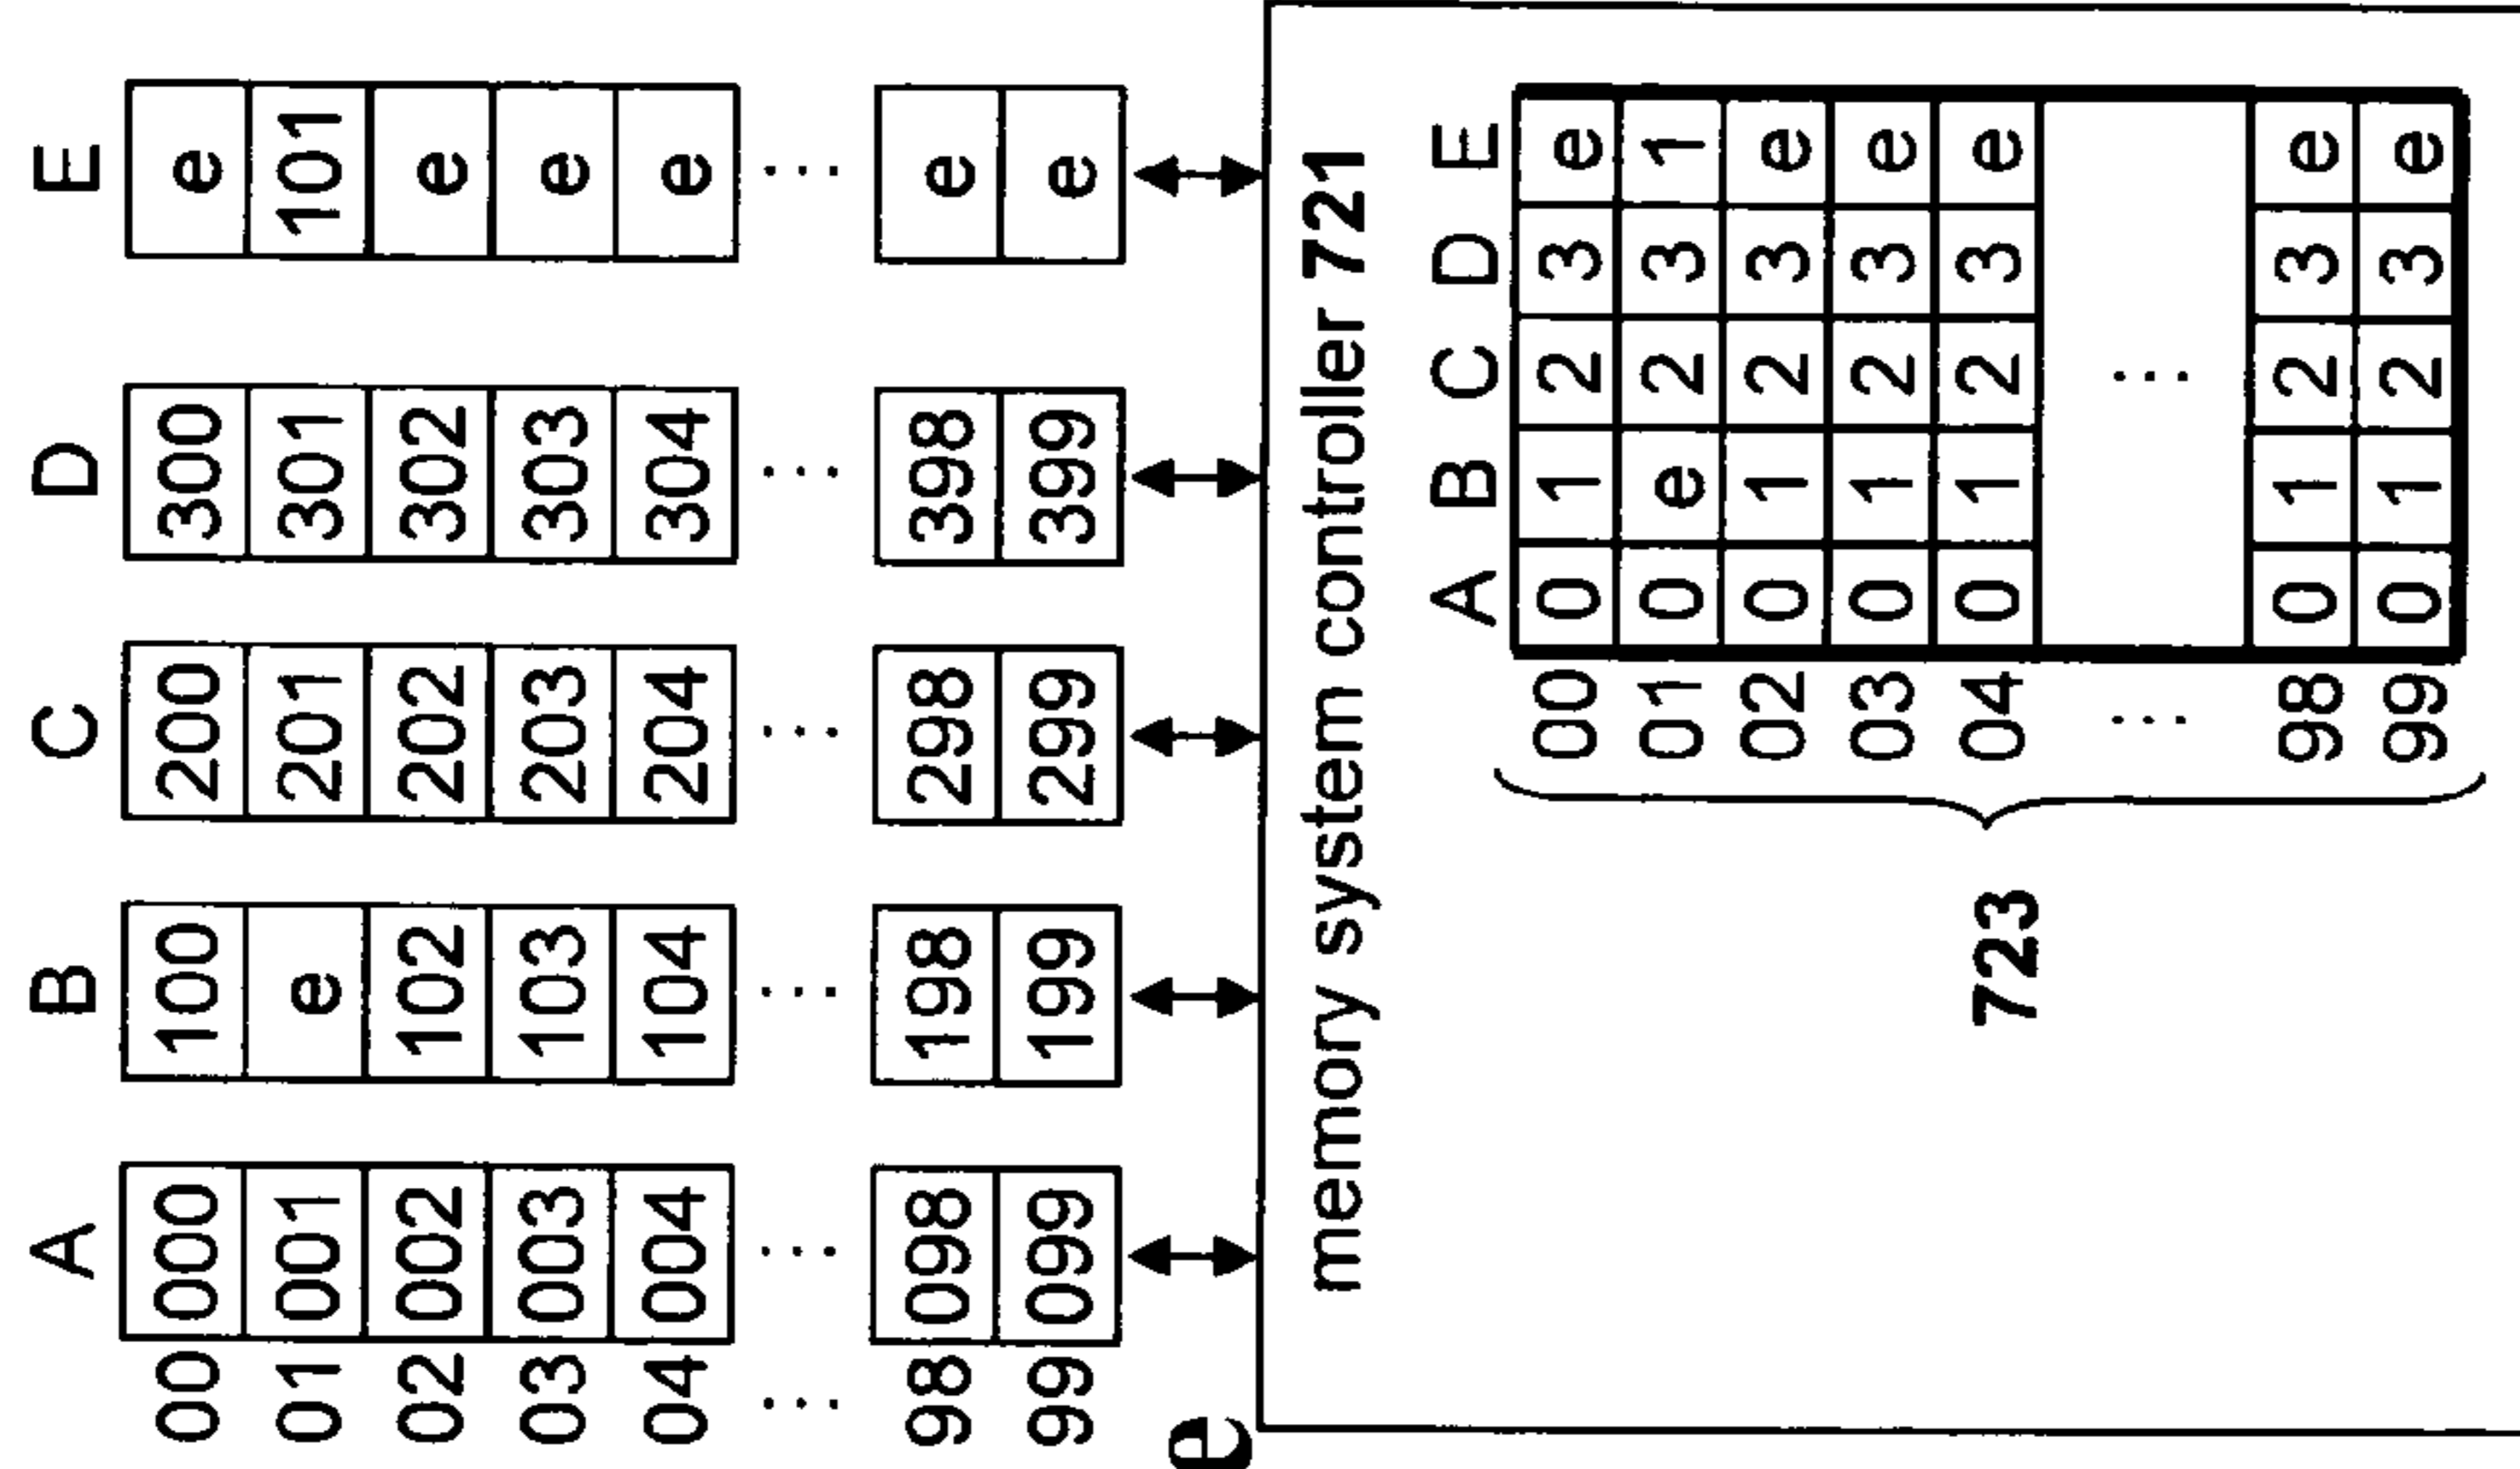 A B C D E
00 000 100 200 300 e
01 001 e 201 301 101
02 002 102 202 302 e
03 003 103 203 303 e
04 004 104 204 304 e
... ... ... ... ... ...
98 098 198 298 398 e
99 099 199 299 399 e
e
memory system controller 721
A B C D E
00 0 1 2 3 e
01 0 e 2 3 1
02 0 1 2 3 e
03 0 1 2 3 e
723 04 0 1 2 3 e
... ...
98 0 1 2 3 e
99 0 1 2 3 e